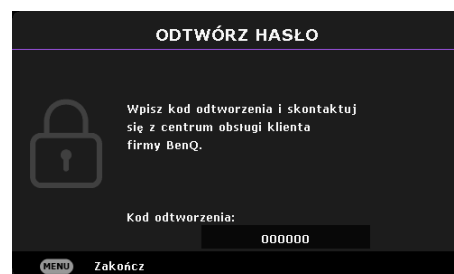 ODTWÓRZ HASŁO
Wpisz kod odtworzenia i skontaktuj
się z centrum obsługi klienta
firmy BenQ.
Kod odtworzenia:
000000
MENU Zakończ